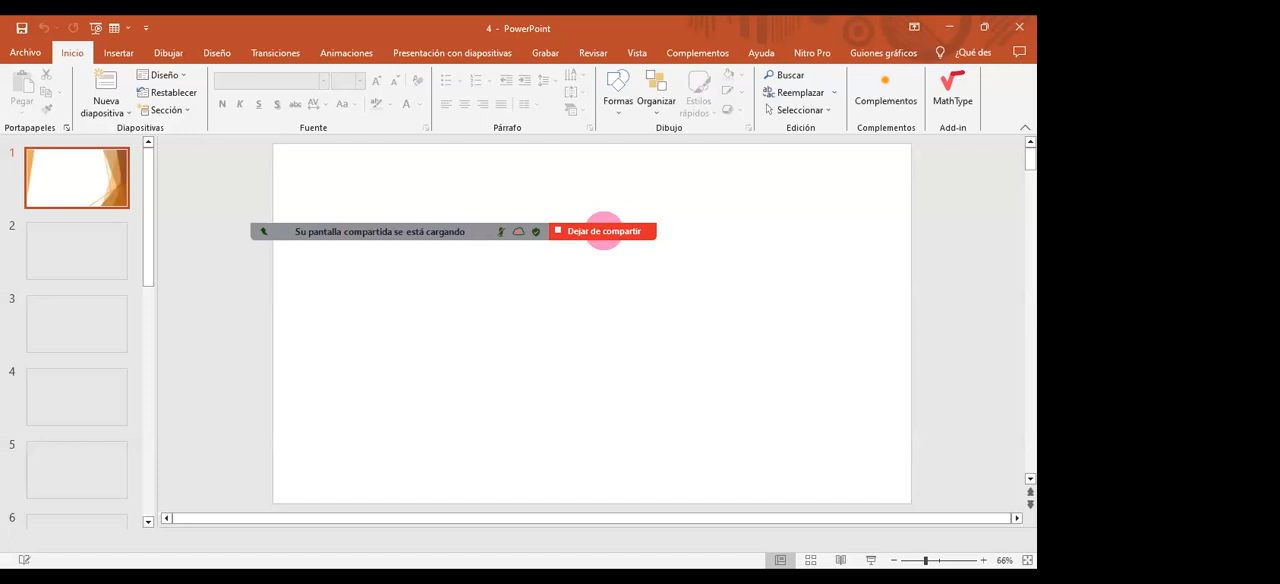 4 - PowerPoint
Archivo Inicio Insertar Dibujar Diseño Transiciones Animaciones Presentación con diapositivas Grabar Revisar Vista Complementos Ayuda Nitro Pro Guiones gráficos ¿Qué des
Pegar
Nueva diapositiva
Diseño
Restablecer
Sección
N K S S abc AV Aa A
Formas
Organizar
Estilos rápidos
Buscar
Reemplazar
Seleccionar
Complementos
MathType
Portapapeles Diapositivas Fuente Párrafo Dibujo Edición Complementos Add-in
1
2
Su pantalla compartida se está cargando Dejar de compartir
3
4
5
6
66%